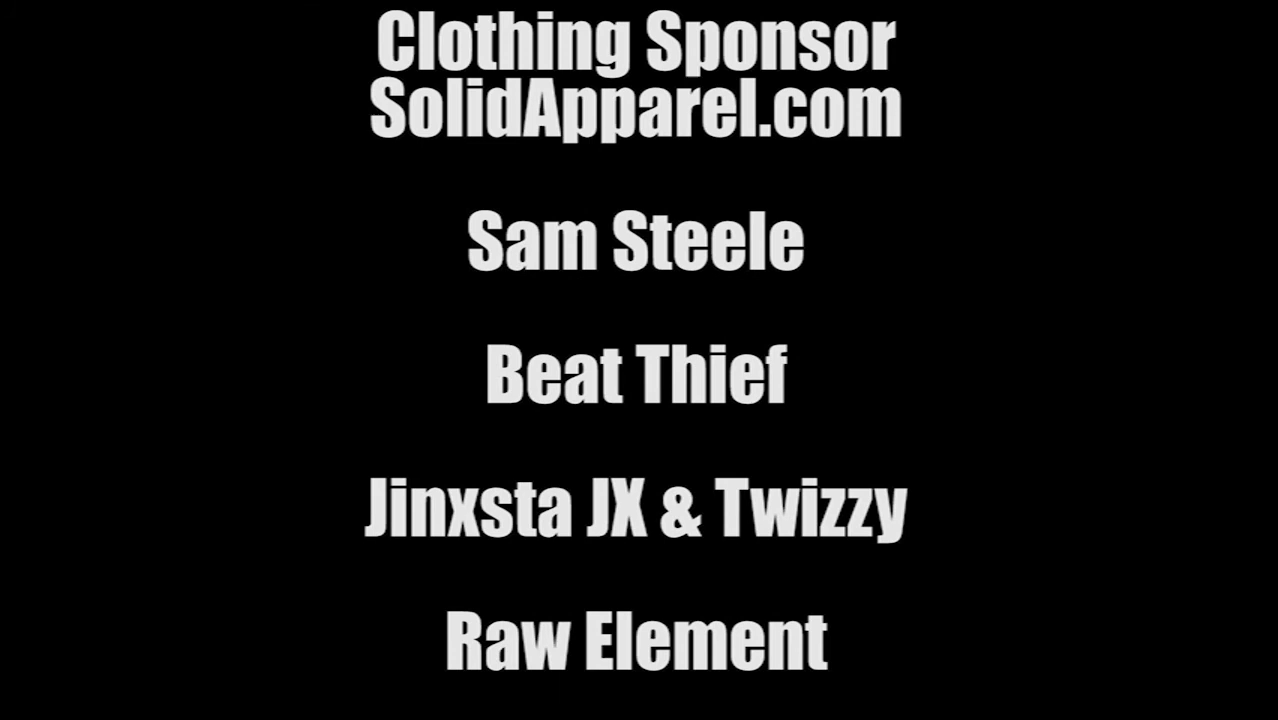 Clothing Sponsor
SolidApparel.com
Sam Steele
Beat Thief
Jinxsta JX & Twizzy
Raw Element